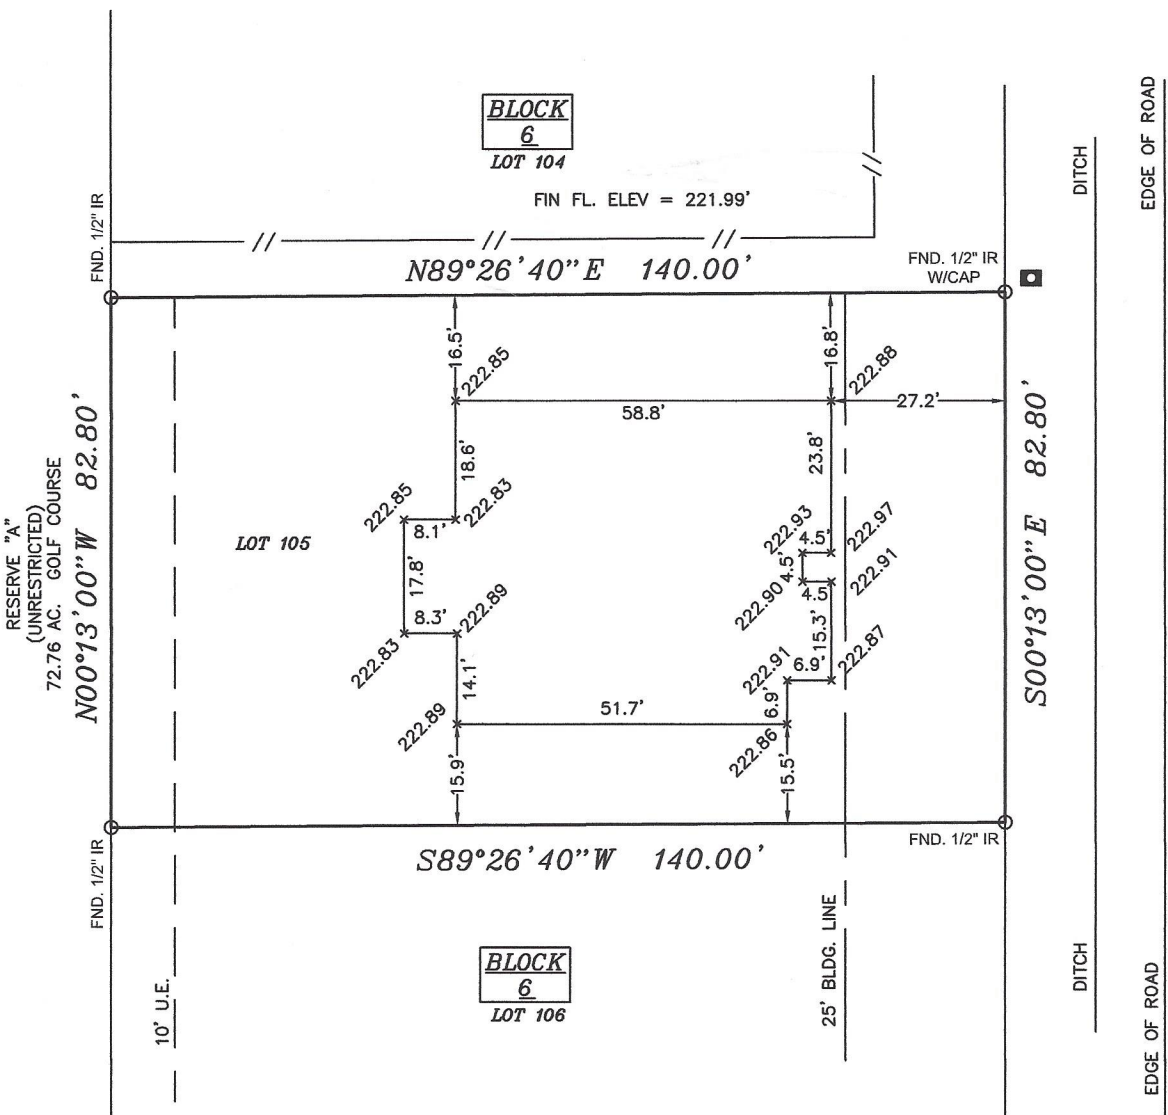 BLOCK
6
LOT 104
FIN FL. ELEV = 221.99'
EDGE OF ROAD
DITCH
FND. 1/2" IR
N89°26'40"E 140.00'
FND. 1/2" IR
W/CAP
16.5'
222.85
16.8'
222.88
58.8'
27.2'
RESERVE "A"
(UNRESTRICTED)
72.76 AC. GOLF COURSE
N00°13'00"W 82.80'
S00°13'00"E 82.80'
18.6'
23.8'
222.85
222.83
8.1'
LOT 105
17.8'
222.93
222.97
4.5'
4.5'
4.5
222.90
222.91
8.3'
222.89
222.83
15.3'
222.91
6.9'
222.87
14.1'
6.9'
222.89
51.7'
222.86
15.9'
15.5'
FND. 1/2" IR
S89°26'40"W 140.00'
FND. 1/2" IR
BLOCK
6
LOT 106
10' U.E.
25' BLDG. LINE
DITCH
EDGE OF ROAD